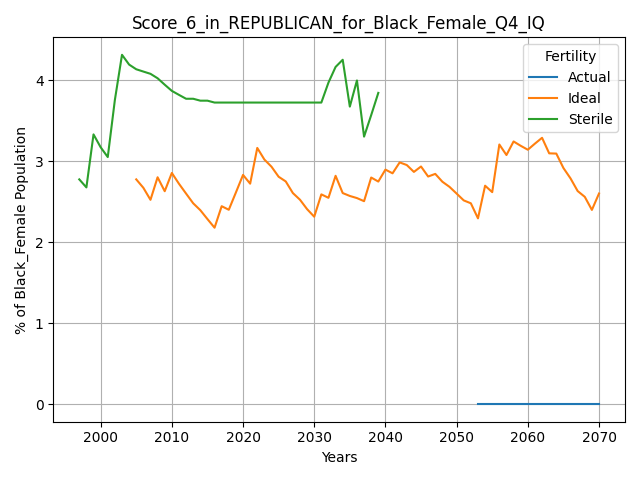 Score_6_in_REPUBLICAN_for_Black_Female_Q4_IQ
Fertility
Actual
Ideal
Sterile
% of Black_Female Population
4
3
2
1
0
2000 2010 2020 2030 2040 2050 2060 2070
Years